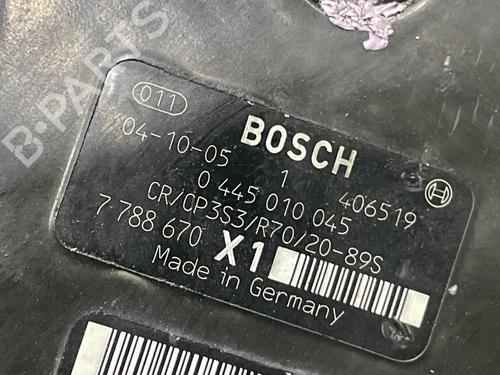 B-PARTS
011
BOSCH
04-10-05 1 406519
0 445 010 045
CR/CP3S3/R70/20-89S
7 788 670 X1
Made in Germany